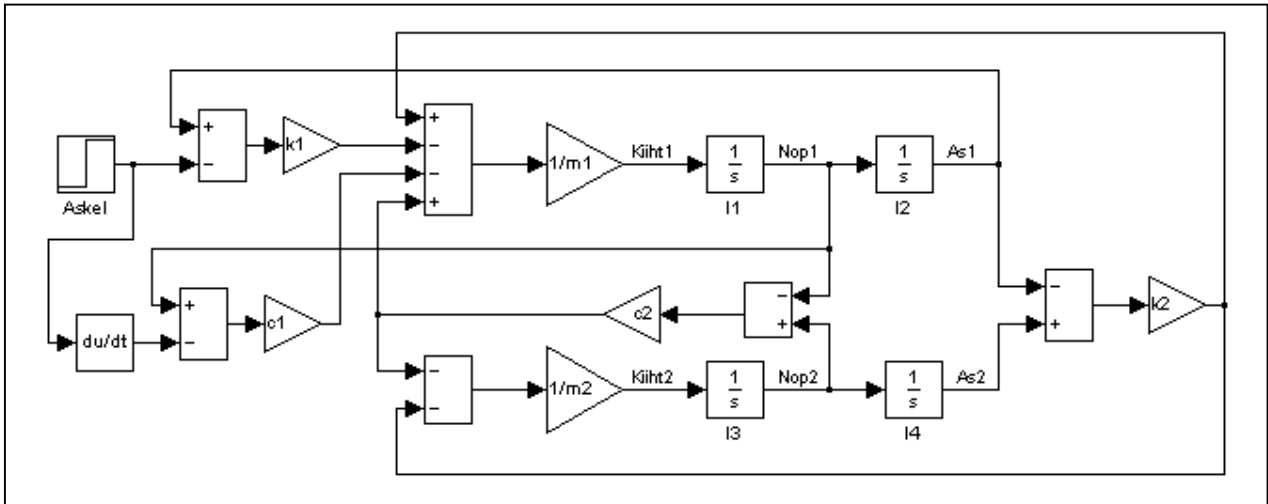 +
−
k1
Askel
+
−
−
+
1/m1
Kiiht1
1
s
I1
Nop1
1
s
I2
As1
du/dt
+
−
c1
c2
−
+
−
+
k2
−
−
1/m2
Kiiht2
1
s
I3
Nop2
1
s
I4
As2